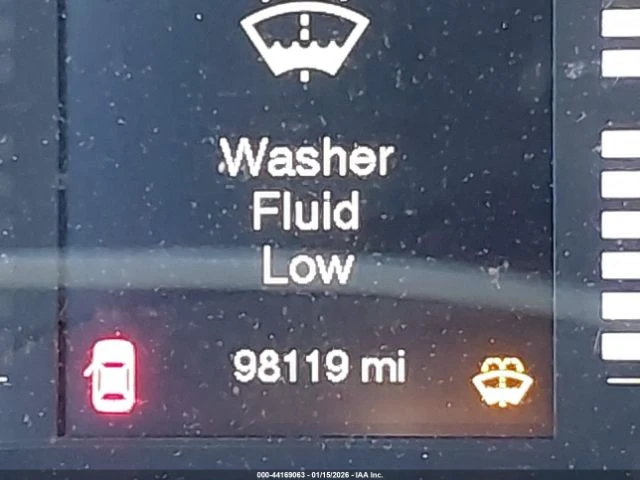 Washer
Fluid
Low
98119 mi
000-44169063 - 01/15/2026 - IAA Inc.